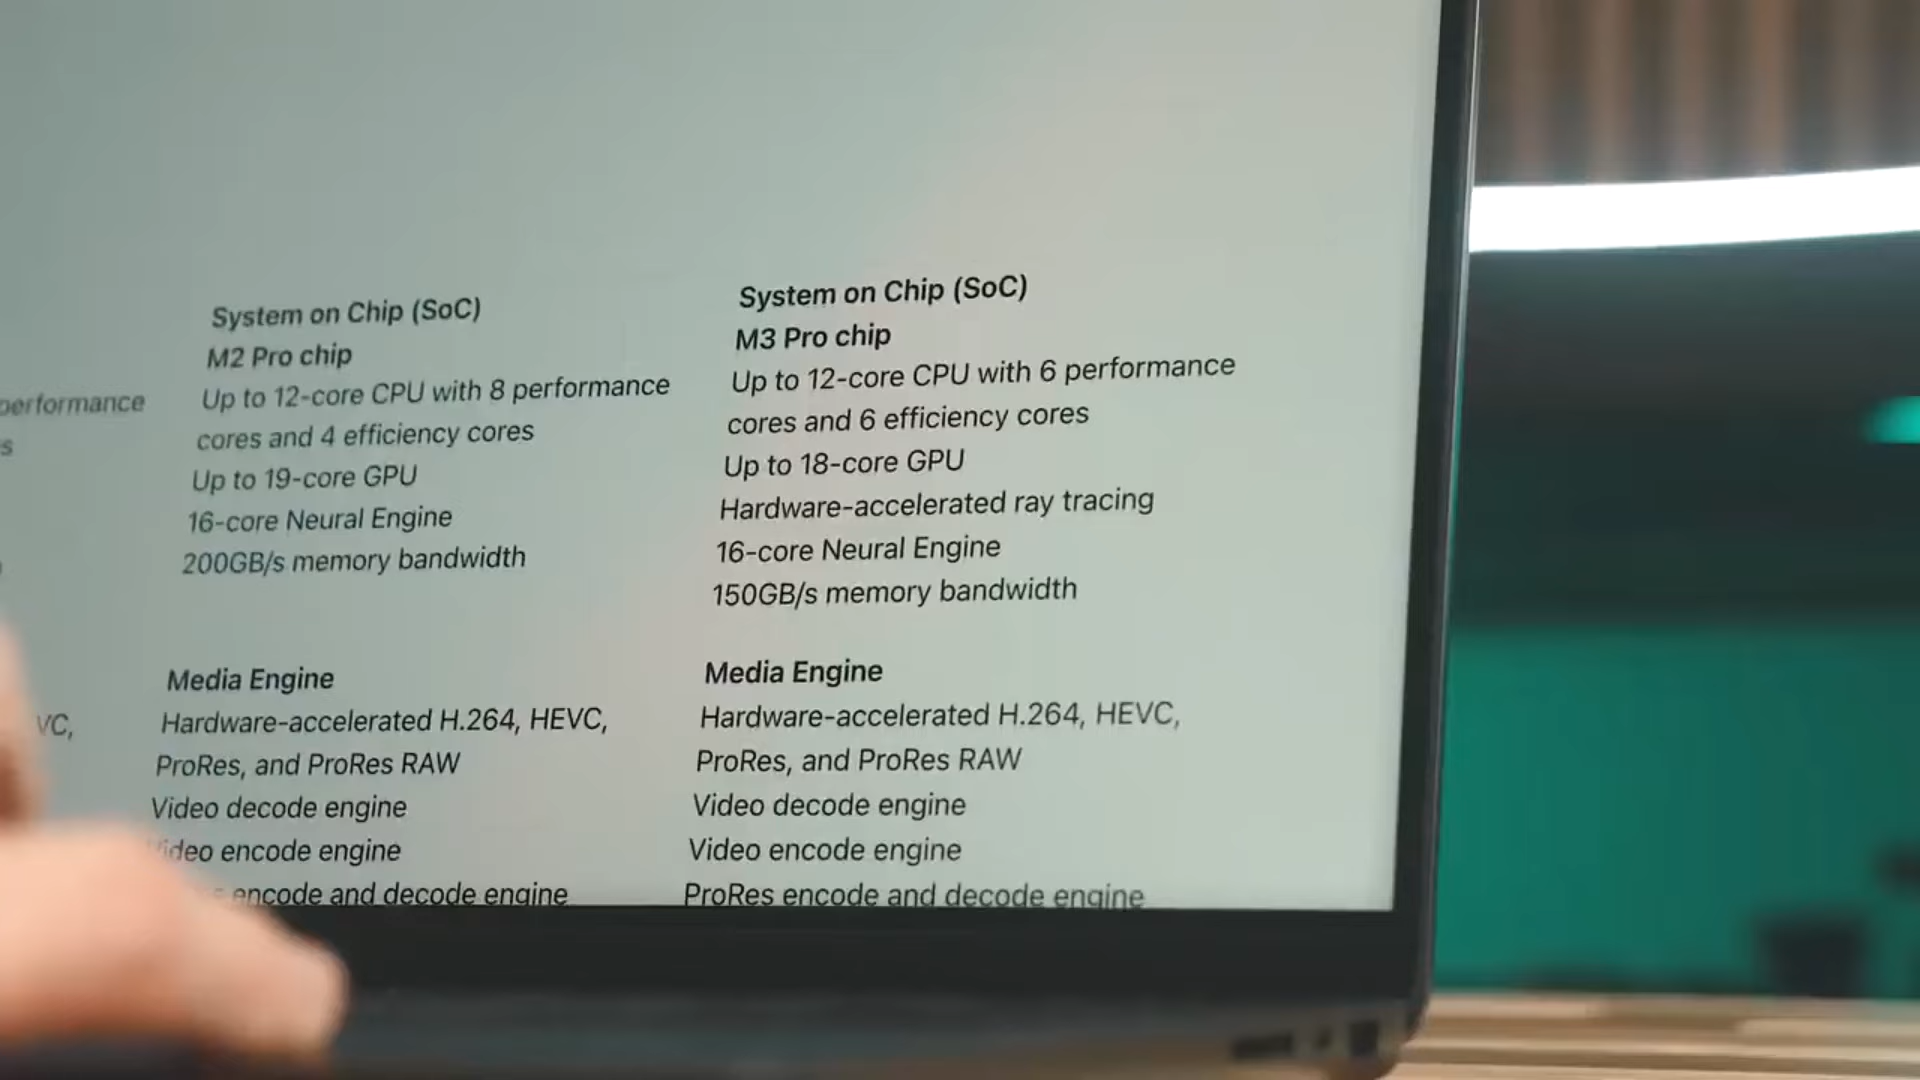 performance
s
VC,
System on Chip (SoC)
M2 Pro chip
Up to 12-core CPU with 8 performance
cores and 4 efficiency cores
Up to 19-core GPU
16-core Neural Engine
200GB/s memory bandwidth
Media Engine
Hardware-accelerated H.264, HEVC,
ProRes, and ProRes RAW
Video decode engine
Video encode engine
encode and decode engine
System on Chip (SoC)
M3 Pro chip
Up to 12-core CPU with 6 performance
cores and 6 efficiency cores
Up to 18-core GPU
Hardware-accelerated ray tracing
16-core Neural Engine
150GB/s memory bandwidth
Media Engine
Hardware-accelerated H.264, HEVC,
ProRes, and ProRes RAW
Video decode engine
Video encode engine
ProRes encode and decode engine